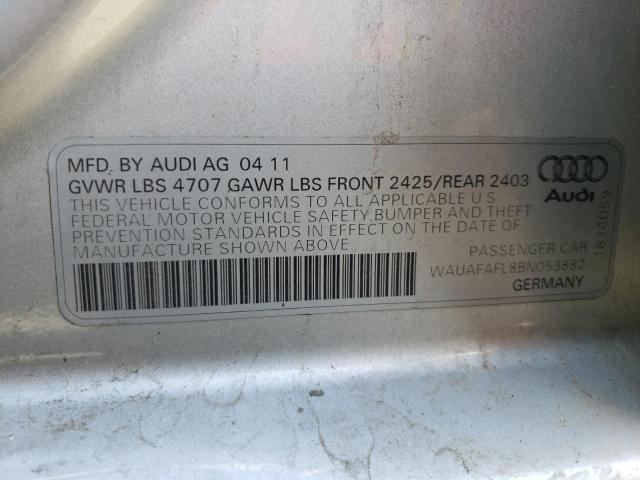 MFD. BY AUDI AG 04 11
GVWR LBS 4707 GAWR LBS FRONT 2425/REAR 2403
THIS VEHICLE CONFORMS TO ALL APPLICABLE U S
FEDERAL MOTOR VEHICLE SAFETY,BUMPER AND THEFT
PREVENTION STANDARDS IN EFFECT ON THE DATE OF
MANUFACTURE SHOWN ABOVE
Audi
1814059
PASSENGER CAR
WAUAFAFL8BN053882
GERMANY